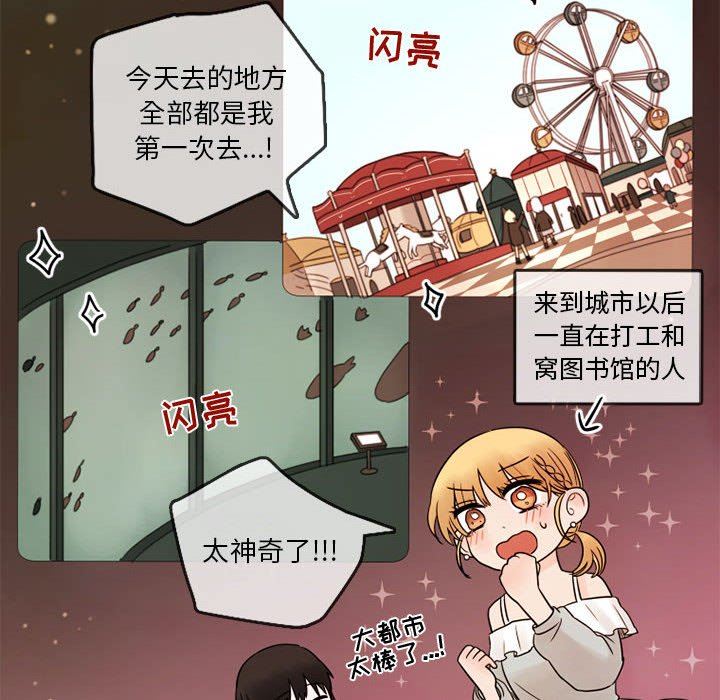 闪亮
今天去的地方
全部都是我
第一次去...!
来到城市以后
一直在打工和
窝图书馆的人
闪亮
太神奇了!!!
大都市
太棒了...!